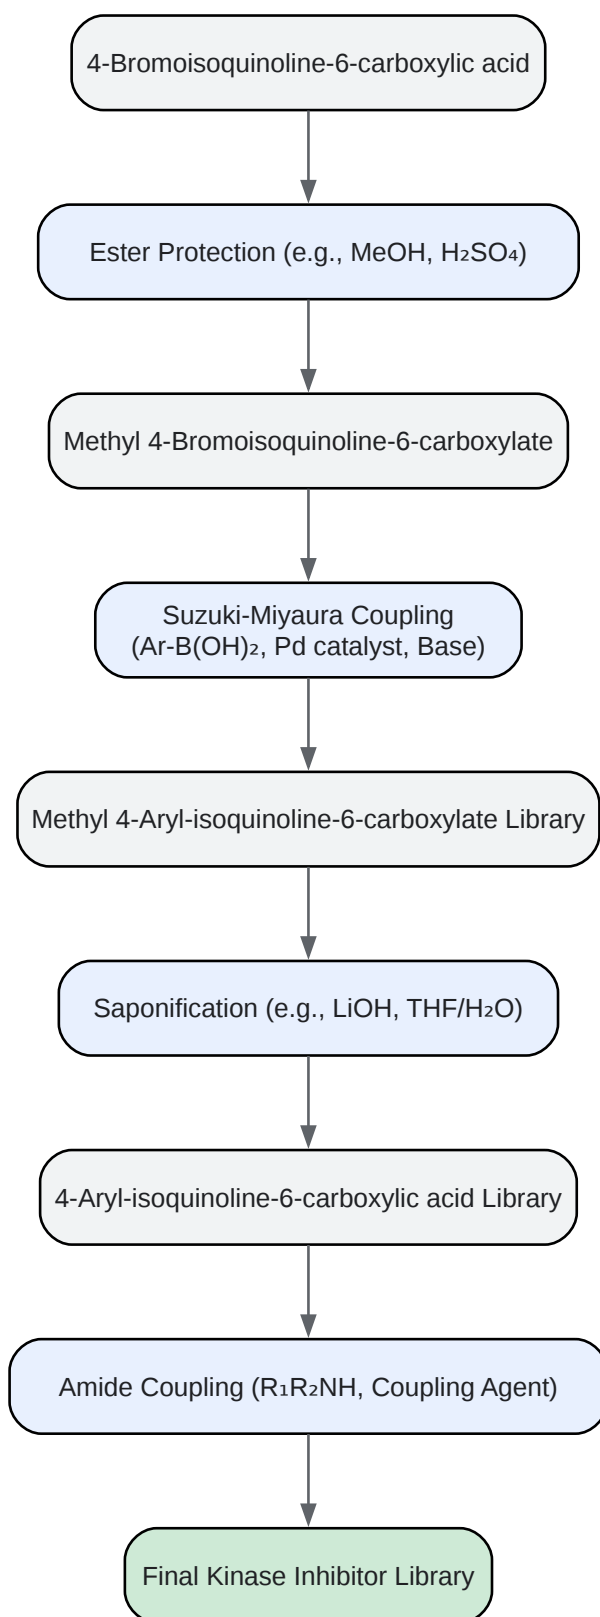 4-Bromoisoquinoline-6-carboxylic acid
Ester Protection (e.g., MeOH, H₂SO₄)
Methyl 4-Bromoisoquinoline-6-carboxylate
Suzuki-Miyaura Coupling
(Ar-B(OH)₂, Pd catalyst, Base)
Methyl 4-Aryl-isoquinoline-6-carboxylate Library
Saponification (e.g., LiOH, THF/H₂O)
4-Aryl-isoquinoline-6-carboxylic acid Library
Amide Coupling (R₁R₂NH, Coupling Agent)
Final Kinase Inhibitor Library